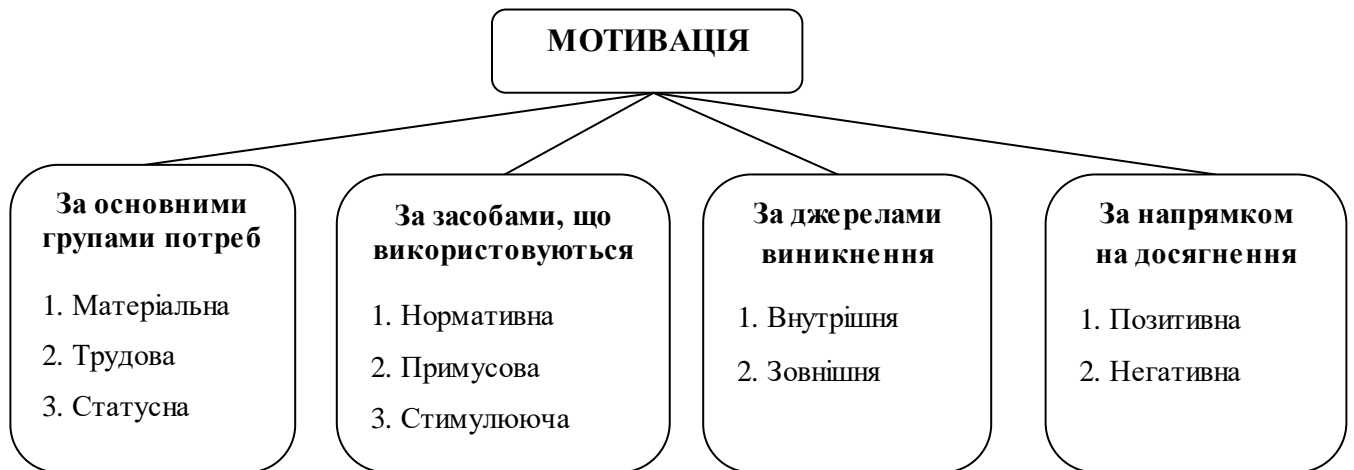 МОТИВАЦІЯ
За основними
групами потреб
1. Матеріальна
2. Трудова
3. Статусна
За засобами, що
використовуються
1. Нормативна
2. Примусова
3. Стимулююча
За джерелами
виникнення
1. Внутрішня
2. Зовнішня
За напрямком
на досягнення
1. Позитивна
2. Негативна